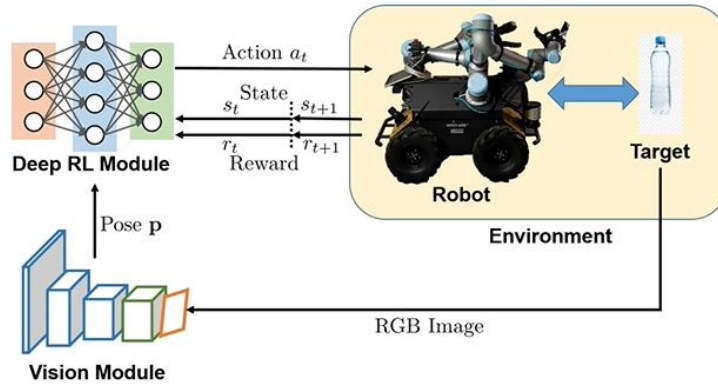 Action a_t
State
s_t
s_{t+1}
r_t
r_{t+1}
Reward
Deep RL Module
Robot
Target
Environment
Pose p
RGB Image
Vision Module